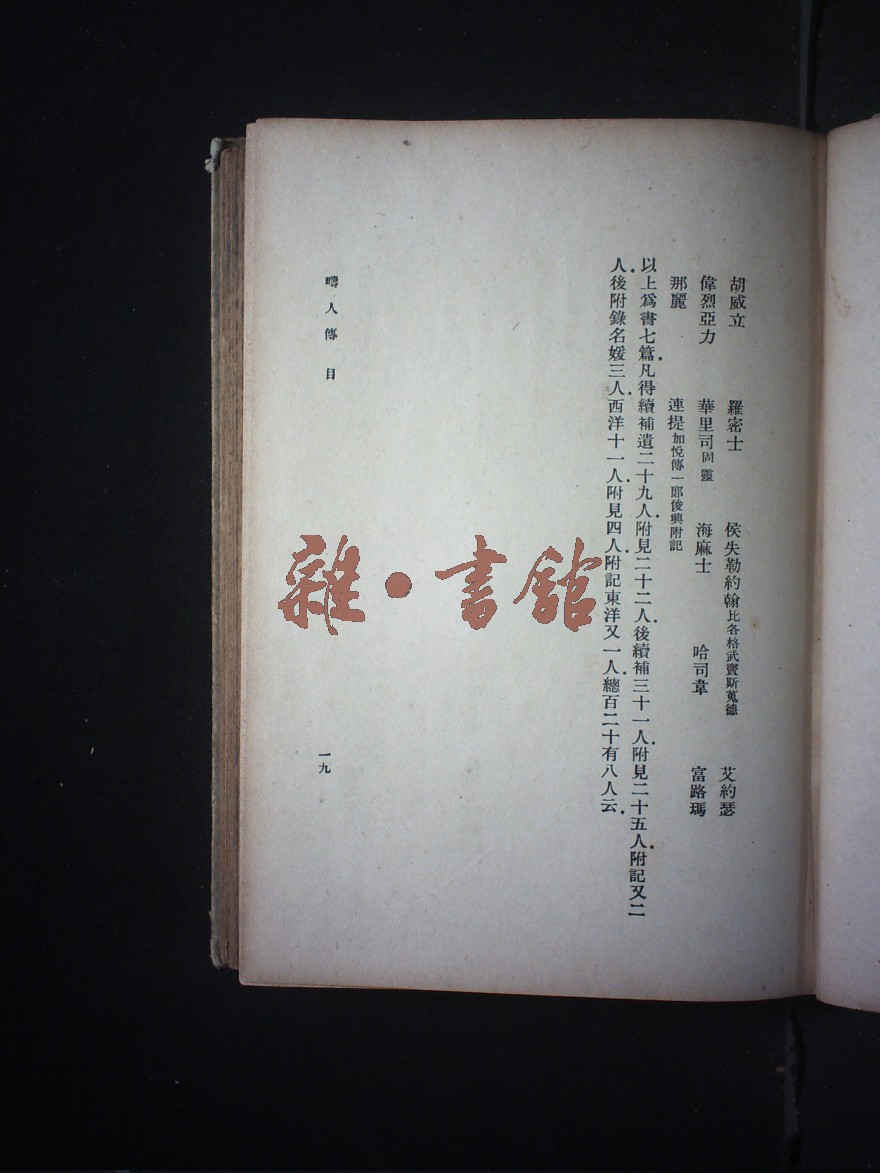 胡威立 羅密士 侯失勒約翰比各格武竇斯蒐德 艾約瑟
偉烈亞力 華里司固靈 海麻士 哈司韋 富路瑪
那麗 連提加悅傳一郎俊興附記
以上爲書七篇．凡得續補遺二十九人．附見二十二人．後續補三十一人．附見二十五人．附記又二
人．後附錄名媛三人．西洋十一人．附見四人．附記東洋又一人．總百二十有八人云．
疇人傳 目
一九
雜·書館